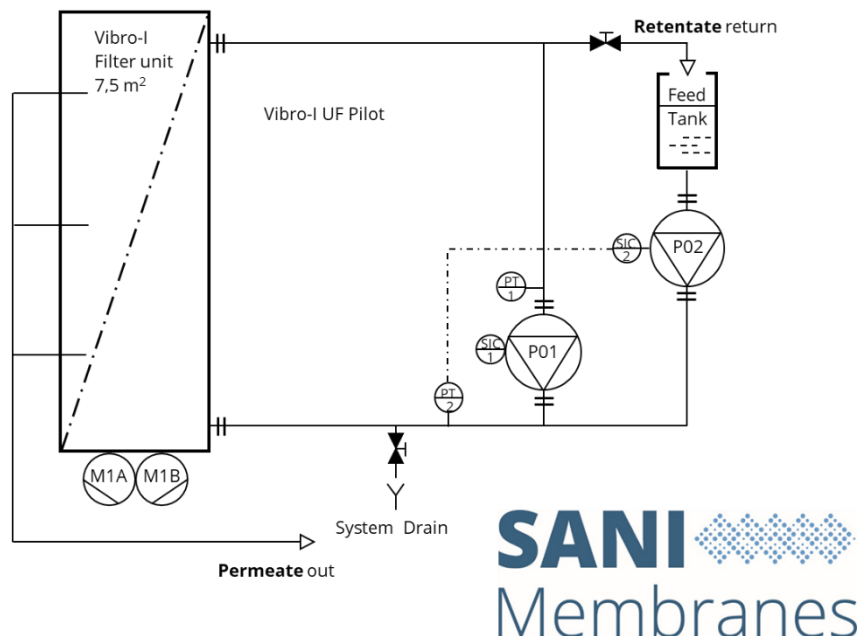 Vibro-I
Filter unit
7,5 m²
Vibro-I UF Pilot
Retentate return
Feed
Tank
SIC
2
P02
PT
1
SIC
1
P01
PT
2
M1A
M1B
System Drain
Permeate out
SANI
Membranes